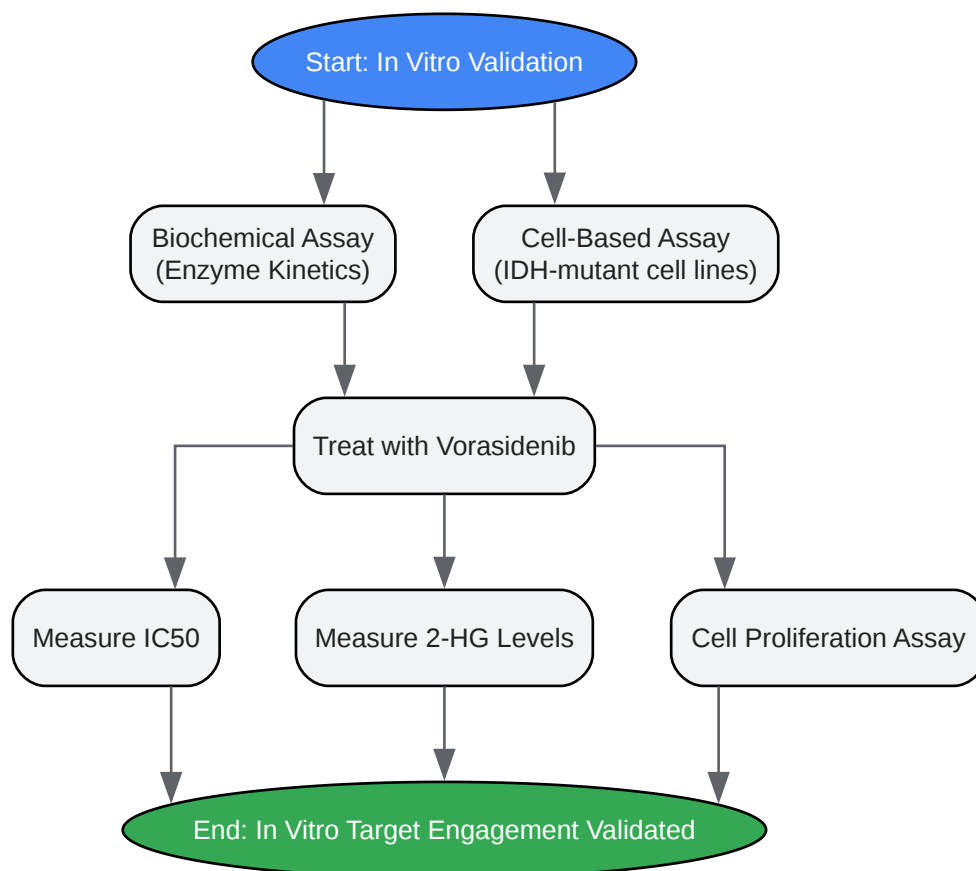 Start: In Vitro Validation
Biochemical Assay
(Enzyme Kinetics)
Cell-Based Assay
(IDH-mutant cell lines)
Treat with Vorasidenib
Measure IC50
Measure 2-HG Levels
Cell Proliferation Assay
End: In Vitro Target Engagement Validated